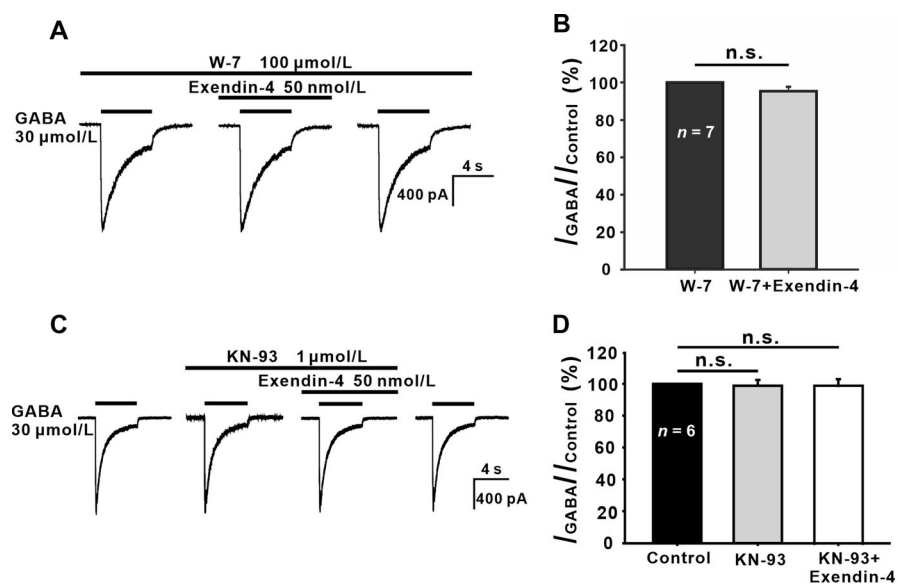 A
W-7 100 μmol/L
Exendin-4 50 nmol/L
GABA
30 μmol/L
4 s
400 pA
B
120
100
80
60
40
20
0
IGABA/IControl (%)
n.s.
n = 7
W-7 W-7+Exendin-4
C
KN-93 1 μmol/L
Exendin-4 50 nmol/L
GABA
30 μmol/L
4 s
400 pA
D
120
100
80
60
40
20
0
IGABA/IControl (%)
n.s.
n.s.
n = 6
Control KN-93 KN-93+
Exendin-4